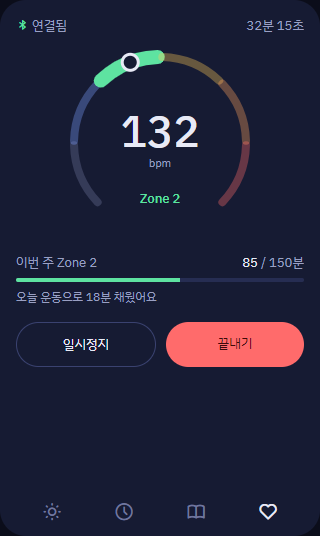 연결됨
32분 15초
132
bpm
Zone 2
이번 주 Zone 2
85 / 150분
오늘 운동으로 18분 채웠어요
일시정지
끝내기